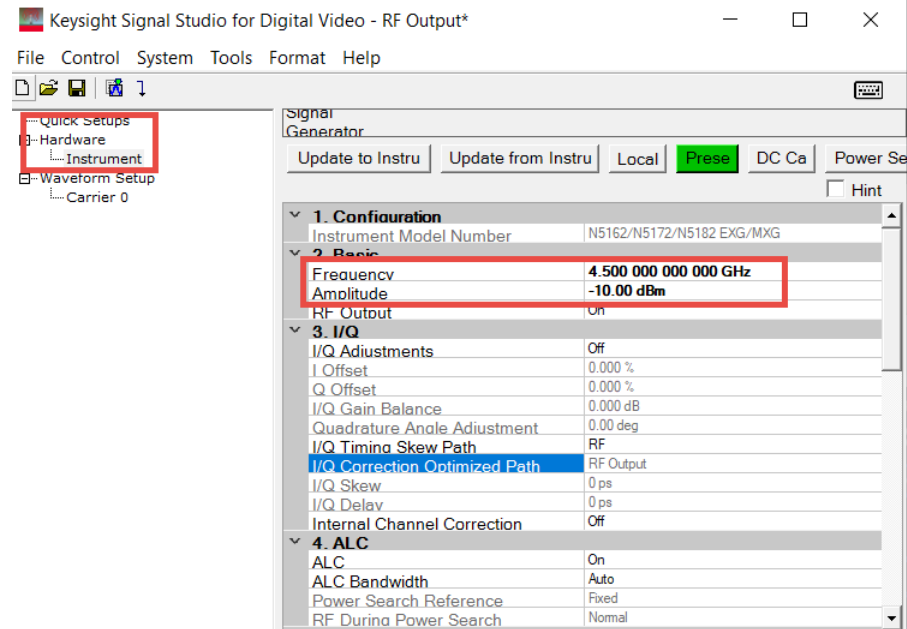 Keysight Signal Studio for Digital Video - RF Output*
File Control System Tools Format Help
Quick Setups
Hardware
Instrument
Waveform Setup
Carrier 0
Signal
Generator
Update to Instru Update from Instru Local Prese DC Ca Power Se
Hint
1. Configuration
Instrument Model Number N5162/N5172/N5182 EXG/MXG
2. Basic
Frequency 4.500 000 000 000 GHz
Amplitude -10.00 dBm
RF Output On
3. I/Q
I/Q Adjustments Off
I Offset 0.000 %
Q Offset 0.000 %
I/Q Gain Balance 0.000 dB
Quadrature Angle Adjustment 0.00 deg
I/Q Timing Skew Path RF
I/Q Correction Optimized Path RF Output
I/Q Skew 0 ps
I/Q Delay 0 ps
Internal Channel Correction Off
4. ALC
ALC On
ALC Bandwidth Auto
Power Search Reference Fixed
RF During Power Search Normal